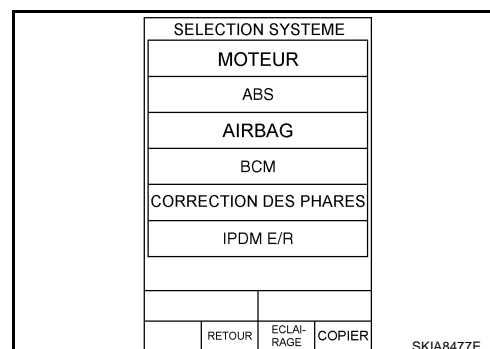 SELECTION SYSTEME
MOTEUR
ABS
AIRBAG
BCM
CORRECTION DES PHARES
IPDM E/R
RETOUR
ECLAI-
RAGE
COPIER
SKIA8477E